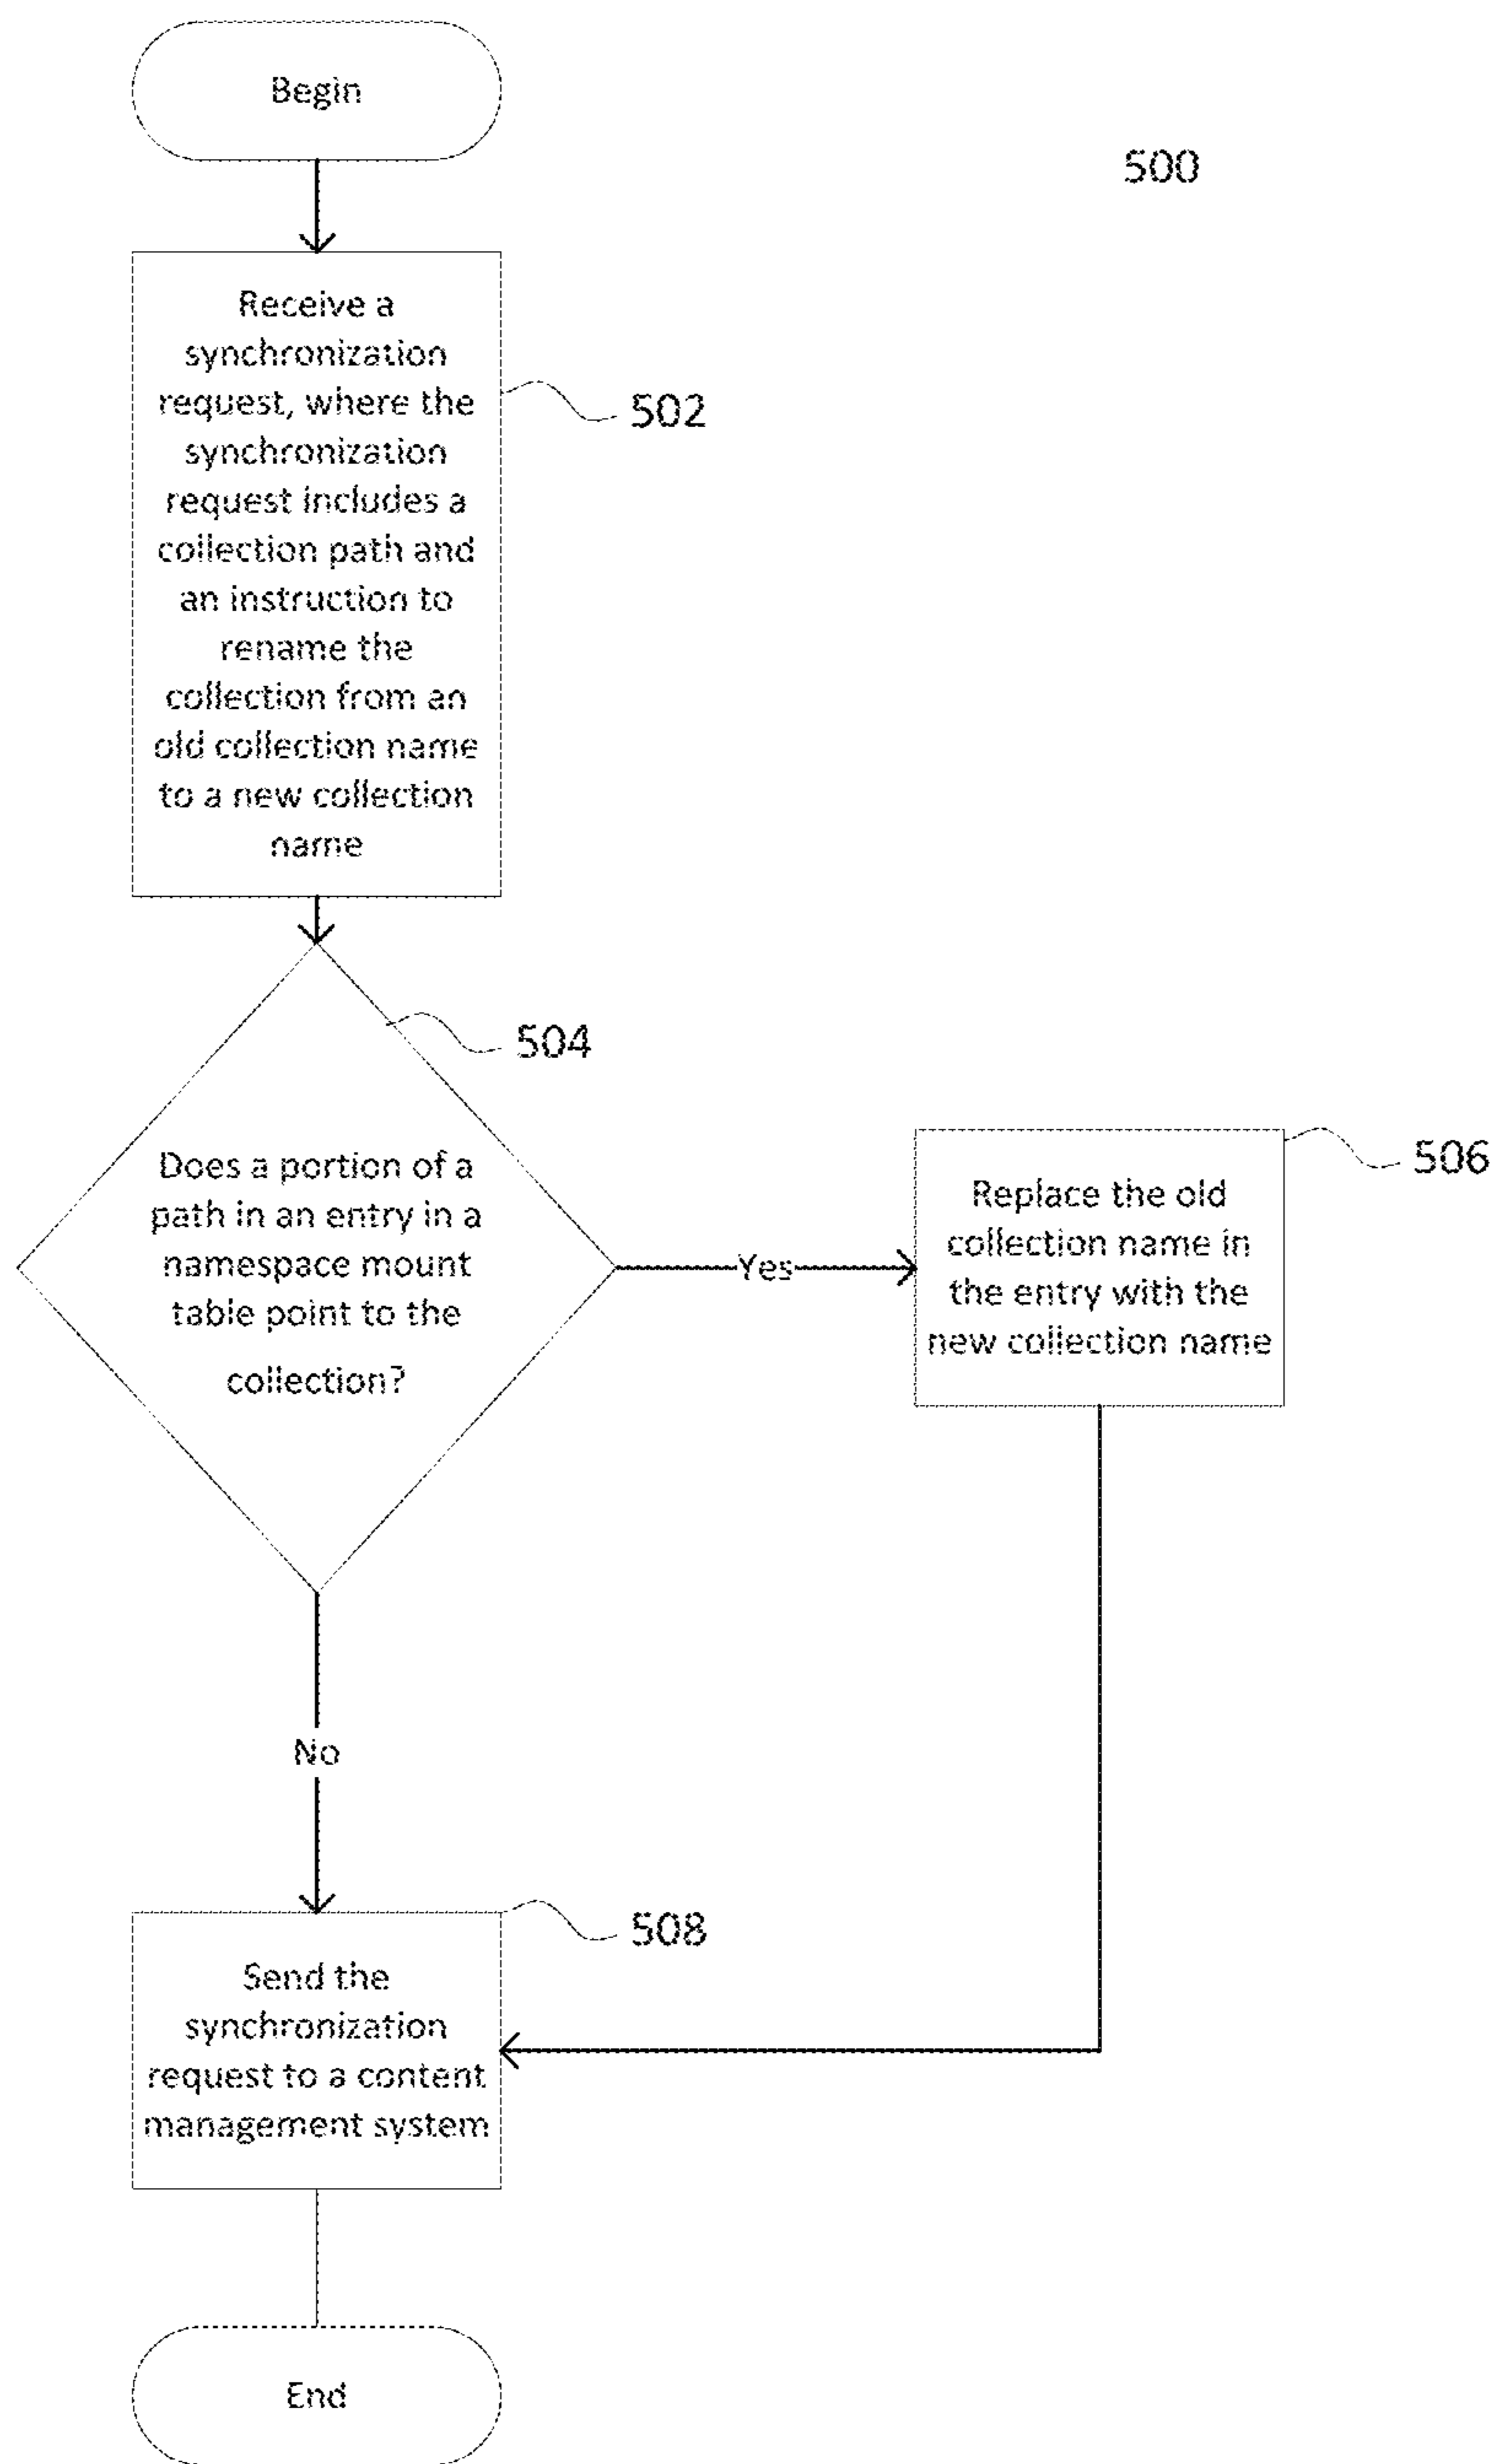 Begin
500
Receive a
synchronization
request, where the
synchronization
request includes a
collection path and
an instruction to
rename the
collection from an
old collection name
to a new collection
name
502
504
Does a portion of a
path in an entry in a
namespace mount
table point to the
collection?
Yes
506
Replace the old
collection name in
the entry with the
new collection name
No
508
Send the
synchronization
request to a content
management system
End